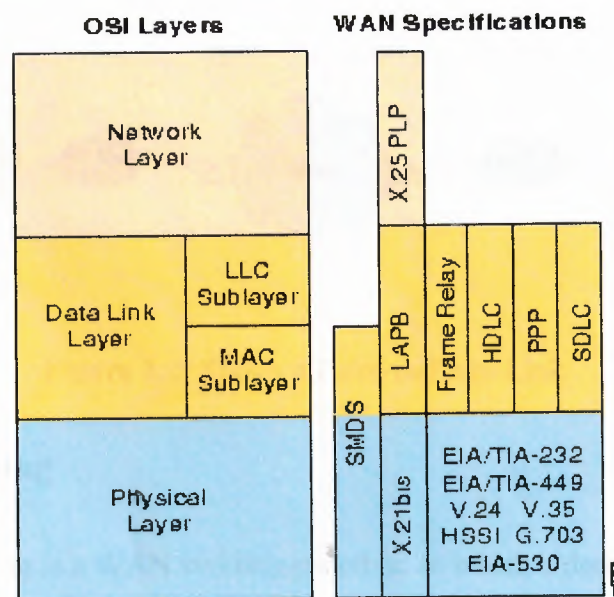 OSI Layers
WAN Specifications
Network
Layer
Data Link
Layer
LLC
Sublayer
MAC
Sublayer
Physical
Layer
SMDS
X.25 PLP
LAPB
X.21bis
Frame Relay
HDLC
PPP
SDLC
EIA/TIA-232
EIA/TIA-449
V.24 V.35
HSSI G.703
EIA-530